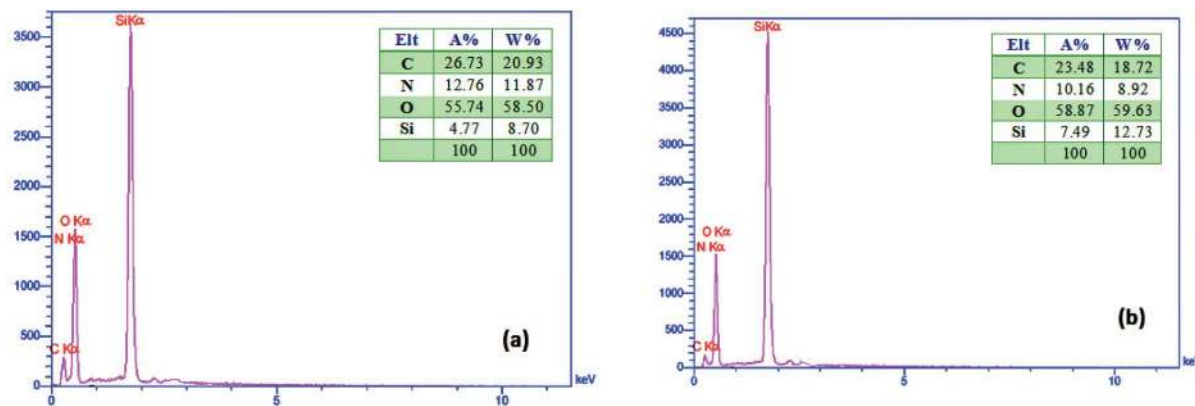 SiKα
3500
3000
2500
2000
1500
1000
500
0
O Kα
N Kα
C Kα
0
5
10
keV
Elt A% W%
C 26.73 20.93
N 12.76 11.87
O 55.74 58.50
Si 4.77 8.70
100 100
(a)
SiKα
4500
4000
3500
3000
2500
2000
1500
1000
500
0
O Kα
N Kα
C Kα
0
5
10
keV
Elt A% W%
C 23.48 18.72
N 10.16 8.92
O 58.87 59.63
Si 7.49 12.73
100 100
(b)